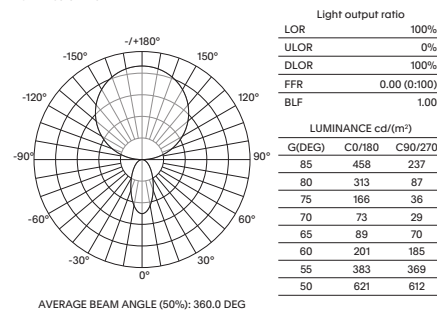 -/+180°
-150° 150°
-120° 120°
-90° 90°
-60° 60°
-30° 30°
0°
AVERAGE BEAM ANGLE (50%): 360.0 DEG
Light output ratio
LOR 100%
ULOR 0%
DLOR 100%
FFR 0.00 (0:100)
BLF 1.00
LUMINANCE cd/(m²)
G(DEG) C0/180 C90/270
85 458 237
80 313 87
75 166 36
70 73 29
65 89 70
60 201 185
55 383 369
50 621 612